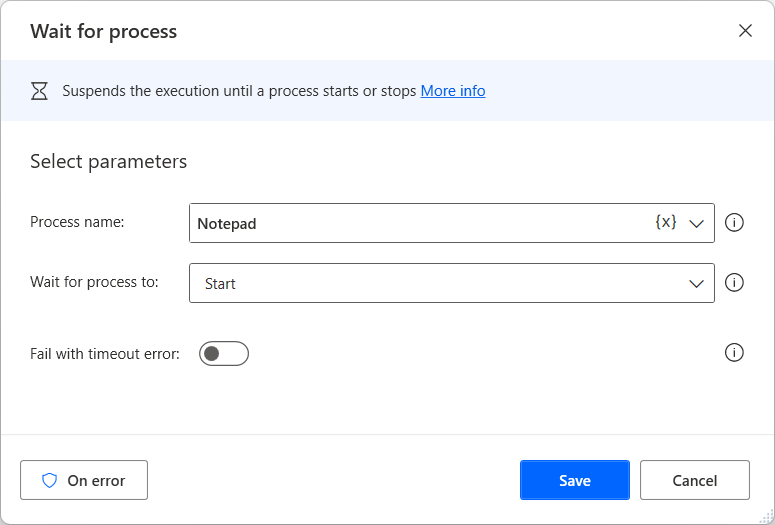 Wait for process
Suspends the execution until a process starts or stops More info
Select parameters
Process name: Notepad {x}
Wait for process to: Start
Fail with timeout error:
On error Save Cancel